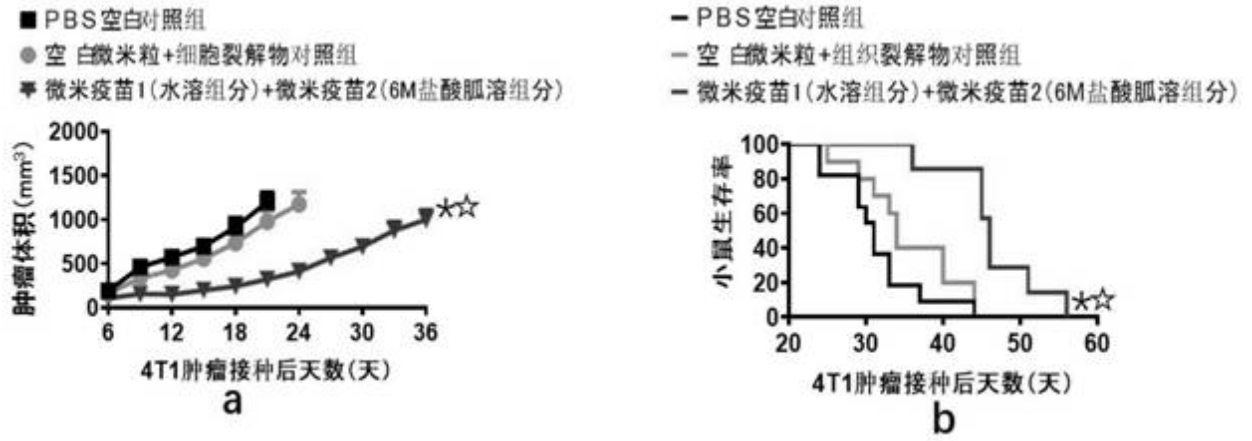 PBS空白对照组
空 白微米粒+细胞裂解物对照组
微米疫苗1(水溶组分)+微米疫苗2(6M盐酸胍溶组分)
肿瘤体积(mm³)
2000
1500
1000
500
0
6 12 18 24 30 36
*☆
4T1肿瘤接种后天数(天)
a
PBS空白对照组
空 白微米粒+组织裂解物对照组
微米疫苗1(水溶组分)+微米疫苗2(6M盐酸胍溶组分)
小鼠生存率
100
80
60
40
20
0
20 30 40 50 60
*☆
4T1肿瘤接种后天数(天)
b